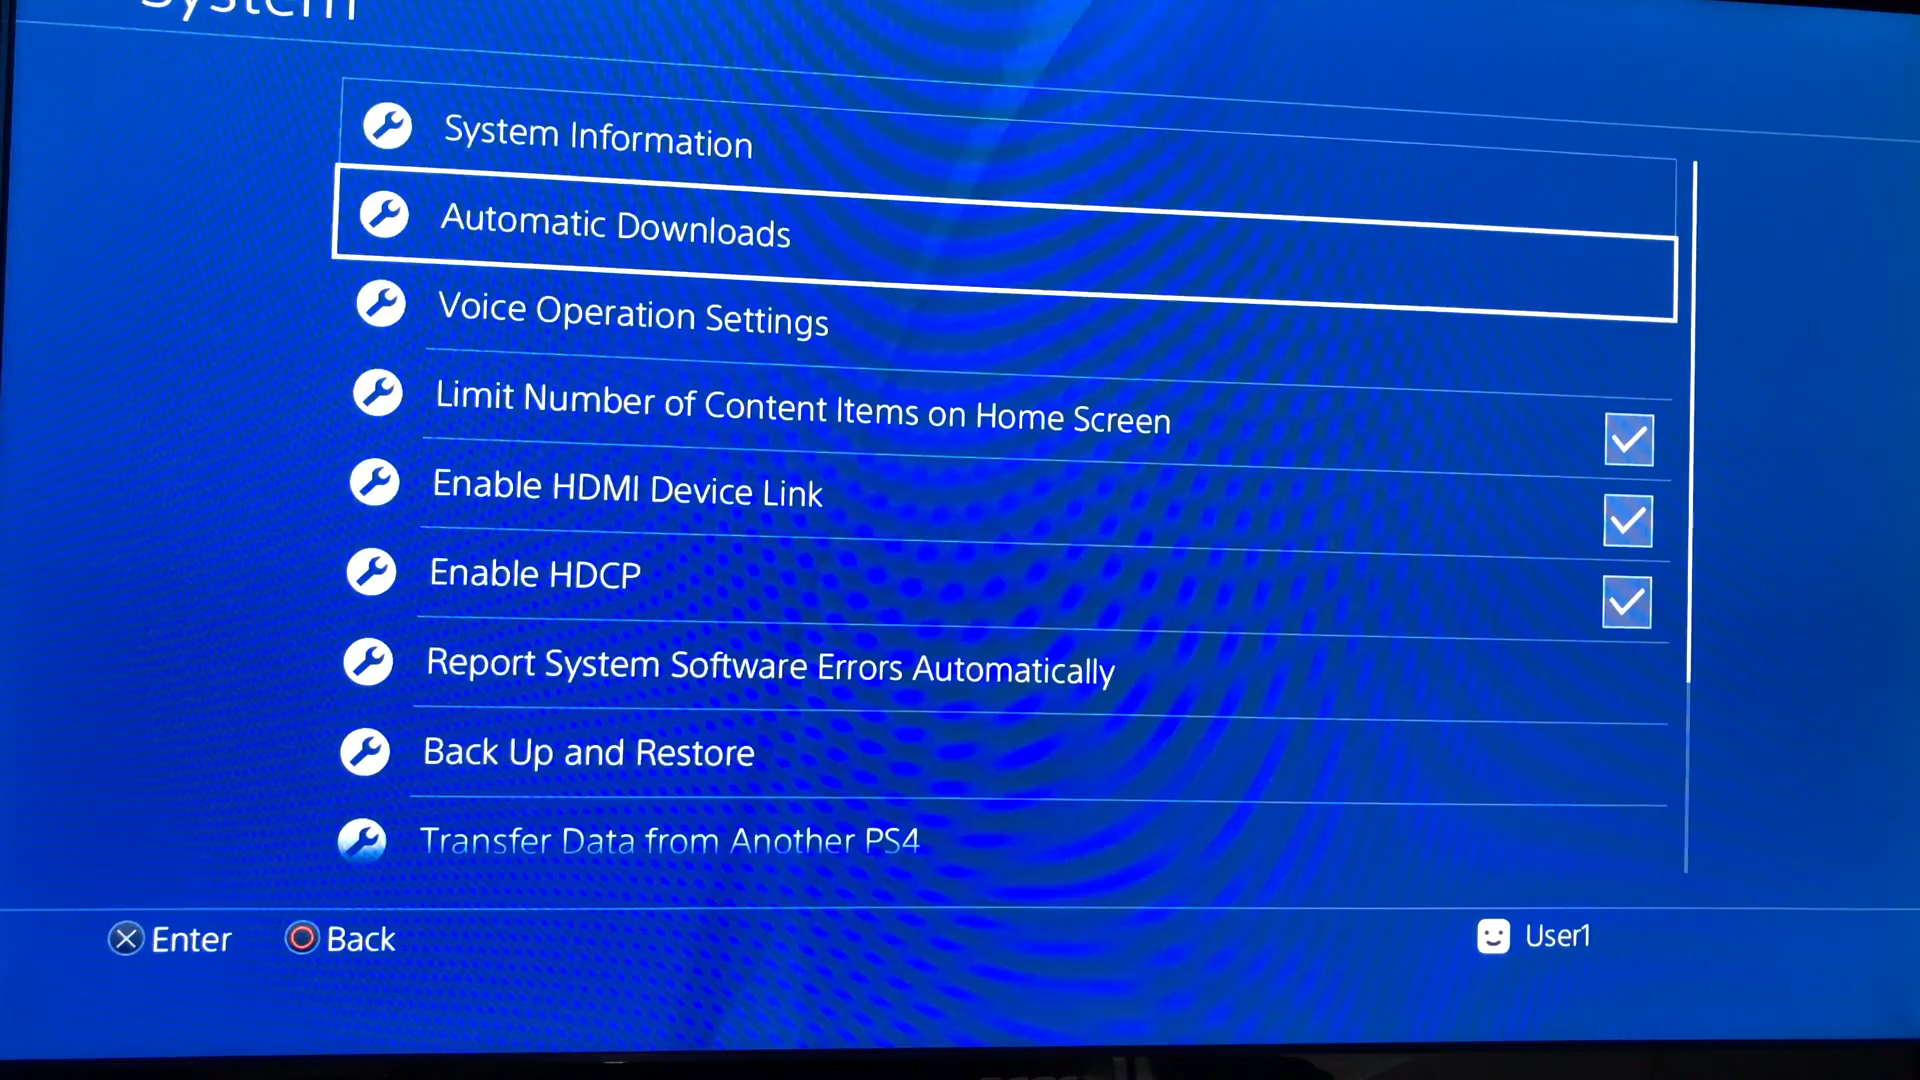 System
System Information
Automatic Downloads
Voice Operation Settings
Limit Number of Content Items on Home Screen
Enable HDMI Device Link
Enable HDCP
Report System Software Errors Automatically
Back Up and Restore
Transfer Data from Another PS4
Enter Back User1